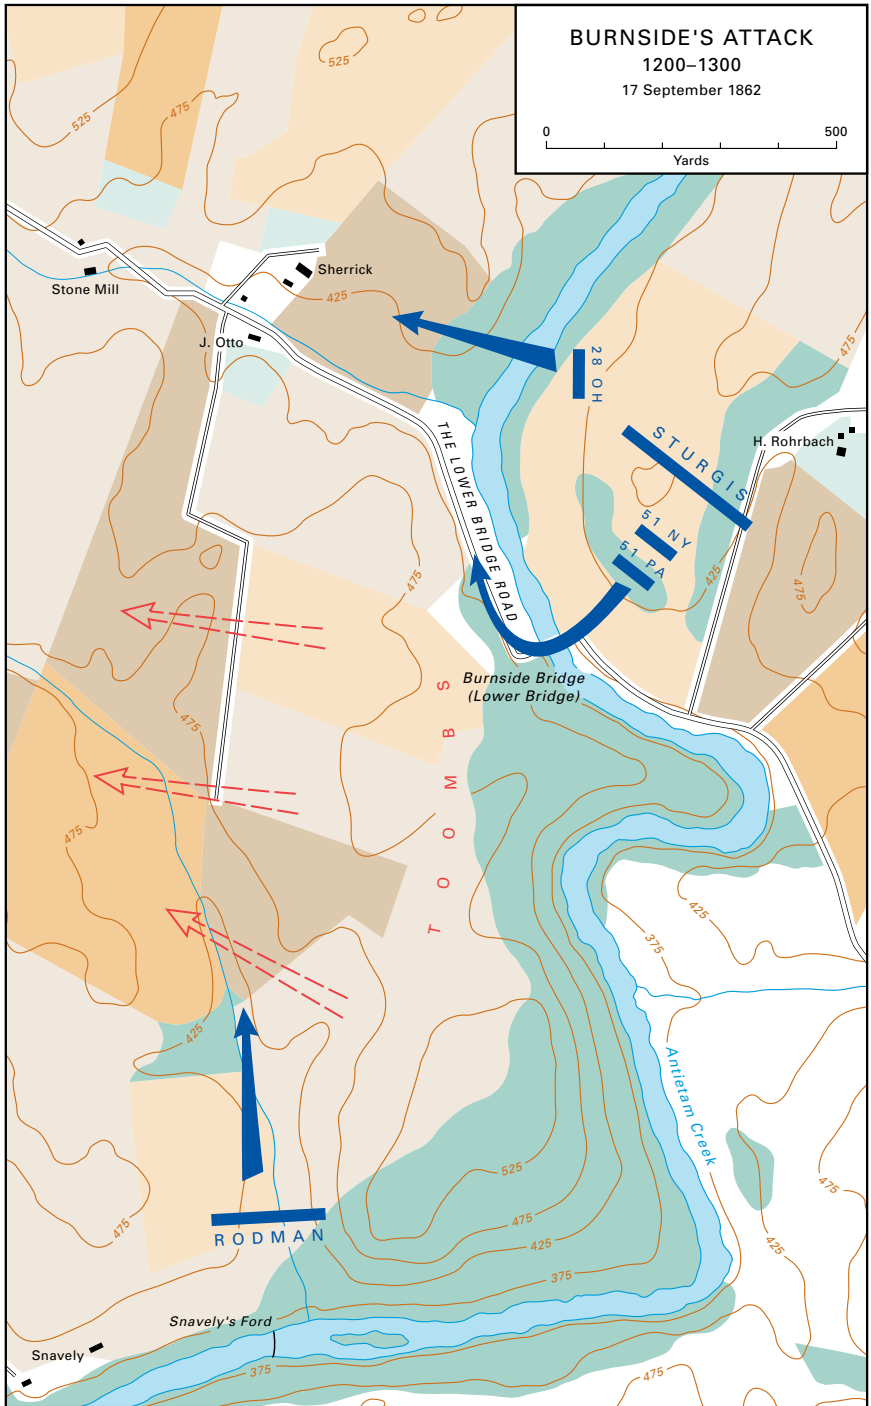 BURNSIDE'S ATTACK
1200–1300
17 September 1862
0 500
Yards
525
475
525
Stone Mill
Sherrick
425
J. Otto
28 OH
475
THE LOWER BRIDGE ROAD
STURGIS
H. Rohrbach
51 NY
51 PA
425
475
475
Burnside Bridge
(Lower Bridge)
TOOMBS
475
475
425
375
425
Antietam Creek
525
475
475
475
425
425
RODMAN
375
Snavely's Ford
Snavely
375
475